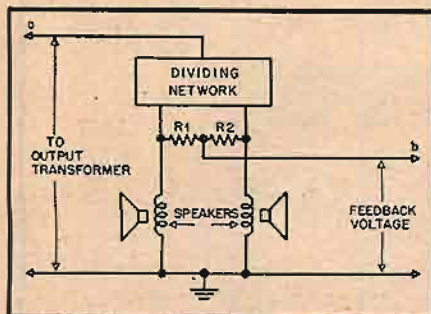 a
DIVIDING
NETWORK
R1 R2
b
TO
OUTPUT
TRANSFORMER
SPEAKERS
FEEDBACK
VOLTAGE